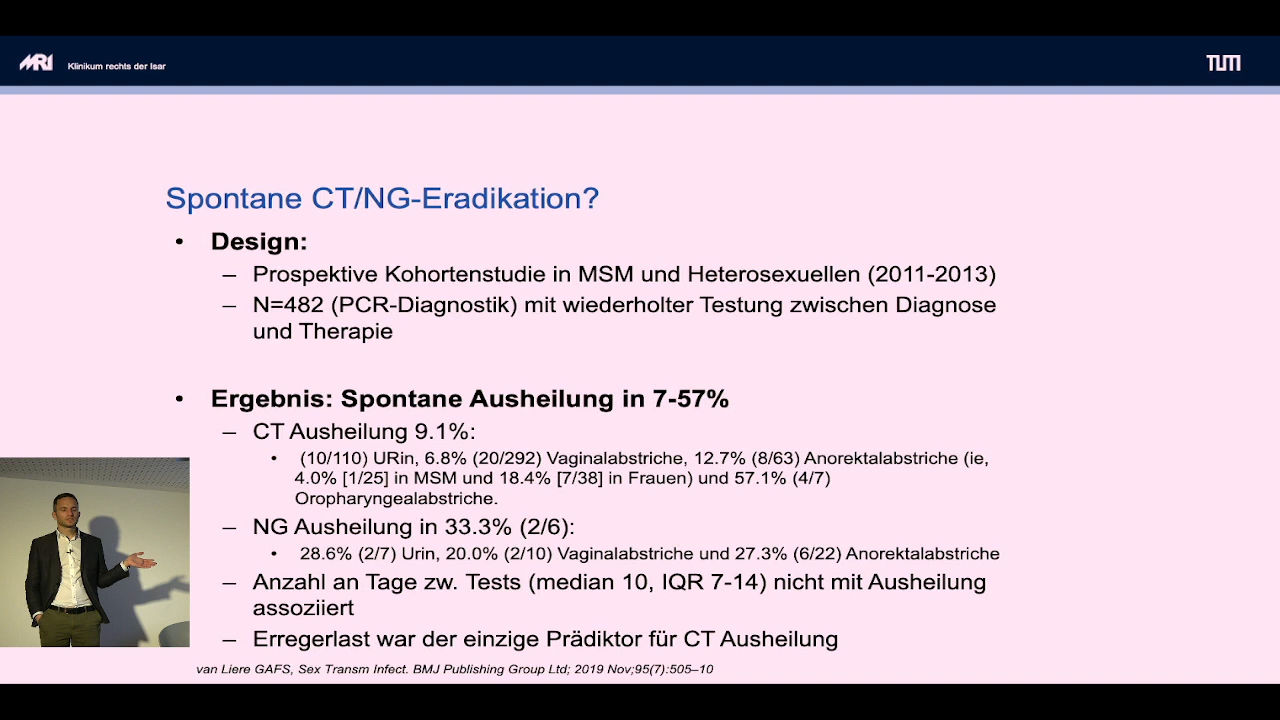 MRI Klinikum rechts der Isar TUM
Spontane CT/NG-Eradikation?
• Design:
– Prospektive Kohortenstudie in MSM und Heterosexuellen (2011-2013)
– N=482 (PCR-Diagnostik) mit wiederholter Testung zwischen Diagnose
und Therapie
• Ergebnis: Spontane Ausheilung in 7-57%
– CT Ausheilung 9.1%:
• (10/110) URin, 6.8% (20/292) Vaginalabstriche, 12.7% (8/63) Anorektalabstriche (ie,
4.0% [1/25] in MSM und 18.4% [7/38] in Frauen) und 57.1% (4/7)
Oropharyngealabstriche.
– NG Ausheilung in 33.3% (2/6):
• 28.6% (2/7) Urin, 20.0% (2/10) Vaginalabstriche und 27.3% (6/22) Anorektalabstriche
– Anzahl an Tage zw. Tests (median 10, IQR 7-14) nicht mit Ausheilung
assoziiert
– Erregerlast war der einzige Prädiktor für CT Ausheilung
van Liere GAFS, Sex Transm Infect. BMJ Publishing Group Ltd; 2019 Nov;95(7):505–10